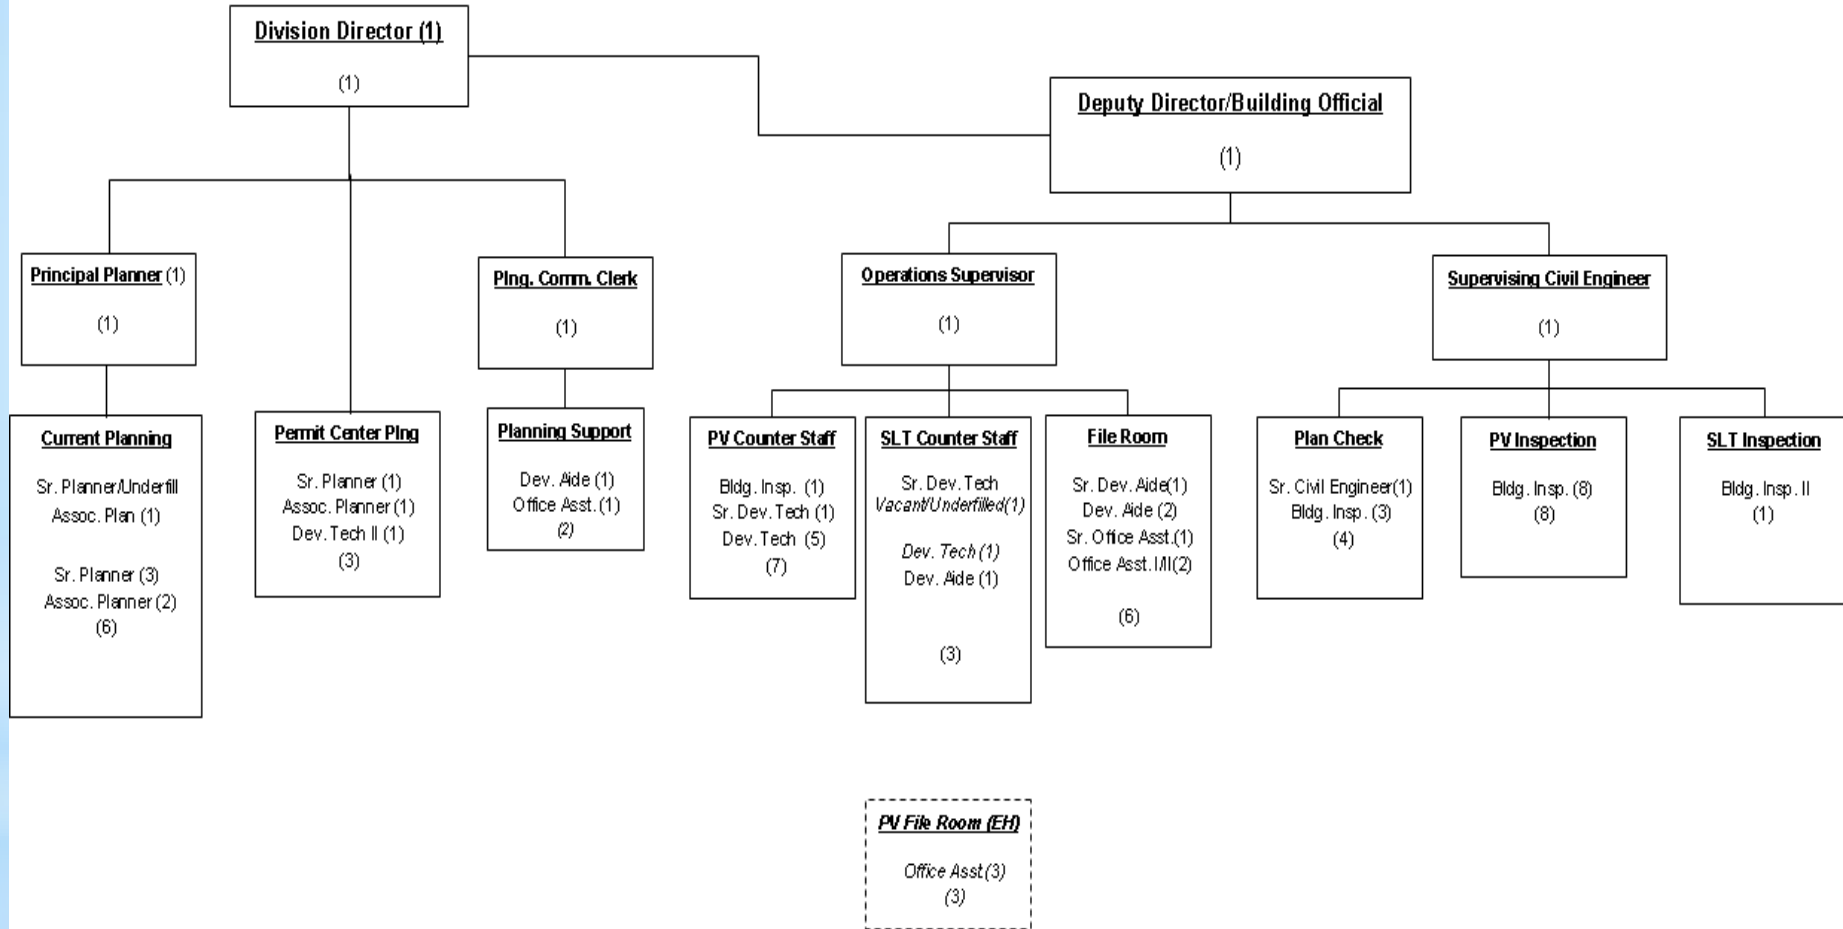 Division Director (1)
(1)
Deputy Director/Building Official
(1)
Principal Planner (1)
(1)
Plng. Comm. Clerk
(1)
Operations Supervisor
(1)
Supervising Civil Engineer
(1)
Current Planning
Sr. Planner/Underfill
Assoc. Plan (1)
Sr. Planner (3)
Assoc. Planner (2)
(6)
Permit Center Plng
Sr. Planner (1)
Assoc. Planner (1)
Dev. Tech II (1)
(3)
Planning Support
Dev. Aide (1)
Office Asst. (1)
(2)
PV Counter Staff
Bldg. Insp. (1)
Sr. Dev. Tech (1)
Dev. Tech (5)
(7)
SLT Counter Staff
Sr. Dev. Tech
Vacant/Underfilled(1)
Dev. Tech (1)
Dev. Aide (1)
(3)
File Room
Sr. Dev. Aide(1)
Dev. Aide (2)
Sr. Office Asst.(1)
Office Asst. I/II(2)
(6)
Plan Check
Sr. Civil Engineer(1)
Bldg. Insp. (3)
(4)
PV Inspection
Bldg. Insp. (8)
(8)
SLT Inspection
Bldg. Insp. II
(1)
PV File Room (EH)
Office Asst(3)
(3)